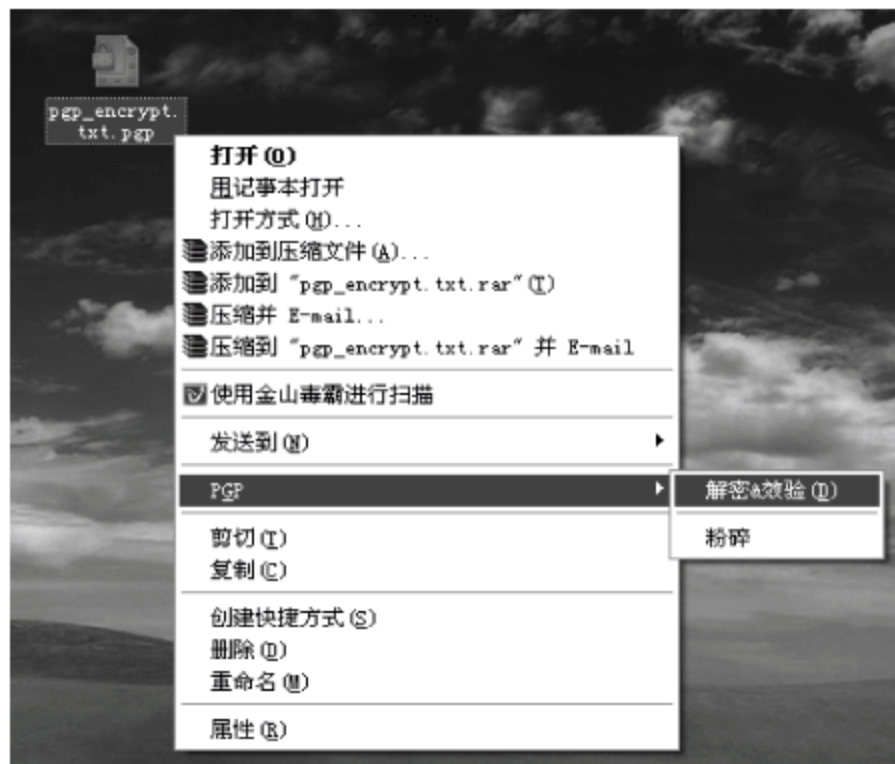 pgp_encrypt.
txt.pgp
打开(O)
用记事本打开
打开方式(H)...
添加到压缩文件(A)...
添加到 "pgp_encrypt.txt.rar"(T)
压缩并 E-mail...
压缩到 "pgp_encrypt.txt.rar" 并 E-mail
使用金山毒霸进行扫描
发送到(N)
PGP
解密&效验(D)
粉碎
剪切(T)
复制(C)
创建快捷方式(S)
删除(D)
重命名(M)
属性(R)